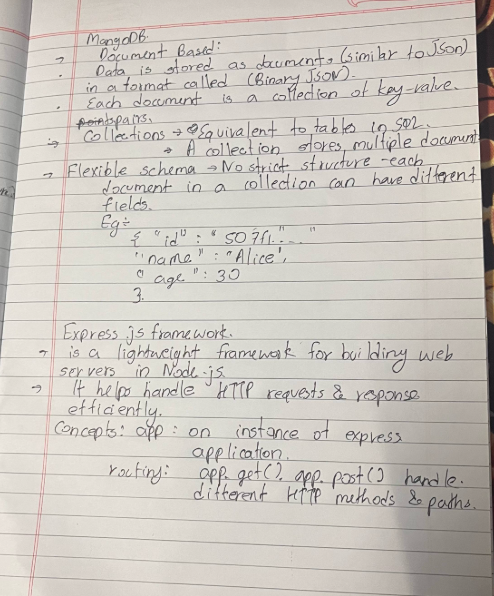 MangoDB.
→ Document Based:
. Data is stored as documents (similar to Json)
in a format called (Binary Json).
. Each document is a collection of key-value.
points pairs.
→ Collections → Equivalent to tables in SQL.
→ A collection stores, multiple document
→ Flexible schema → No strict structure - each
document in a collection can have different
fields.
Eg:-
{ "id" : "507f1....."
"name" : "Alice",
" age " : 30
}.
Express js framework.
→ is a lightweight framework for building web
servers in Node-js
→ It helps handle HTTP requests & response
efficiently.
Concepts: app : on instance of express
application.
routing: app.get(), app.post() handle.
different HTTP methods & paths.